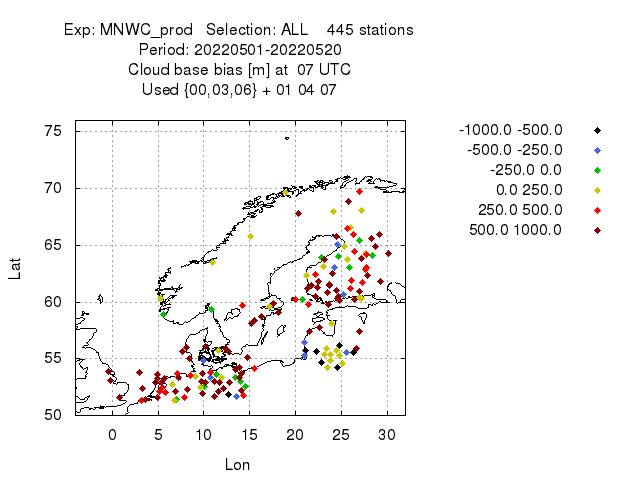 Exp: MNWC_prod Selection: ALL 445 stations
Period: 20220501-20220520
Cloud base bias [m] at 07 UTC
Used {00,03,06} + 01 04 07
-1000.0 -500.0
-500.0 -250.0
-250.0 0.0
0.0 250.0
250.0 500.0
500.0 1000.0
Lat
75
70
65
60
55
50
0 5 10 15 20 25 30
Lon